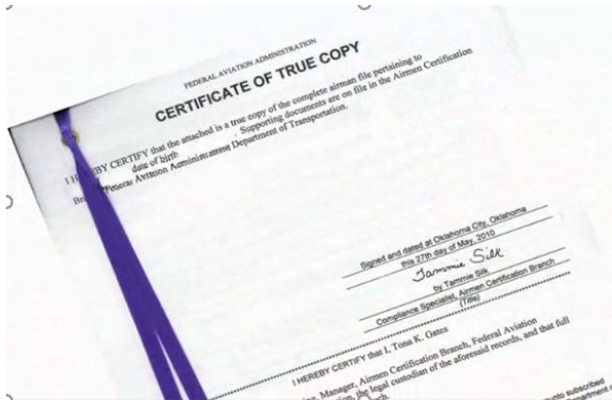 FEDERAL AVIATION ADMINISTRATION
CERTIFICATE OF TRUE COPY
I HEREBY CERTIFY that the attached is a true copy of the complete airman file pertaining to
date of birth . Supporting documents are on file in the Airmen Certification
Federal Aviation Department of Transportation.
Signed and dated at Oklahoma City, Oklahoma
this 27th day of May, 2010
Tammie Silk
by Tammie Silk
Compliance Specialist, Airmen Certification Branch
(Title)
I HEREBY CERTIFY that I, Tona K. Gates
Manager, Airmen Certification Branch, Federal Aviation
the legal custodian of the aforesaid records, and that full
subscribed